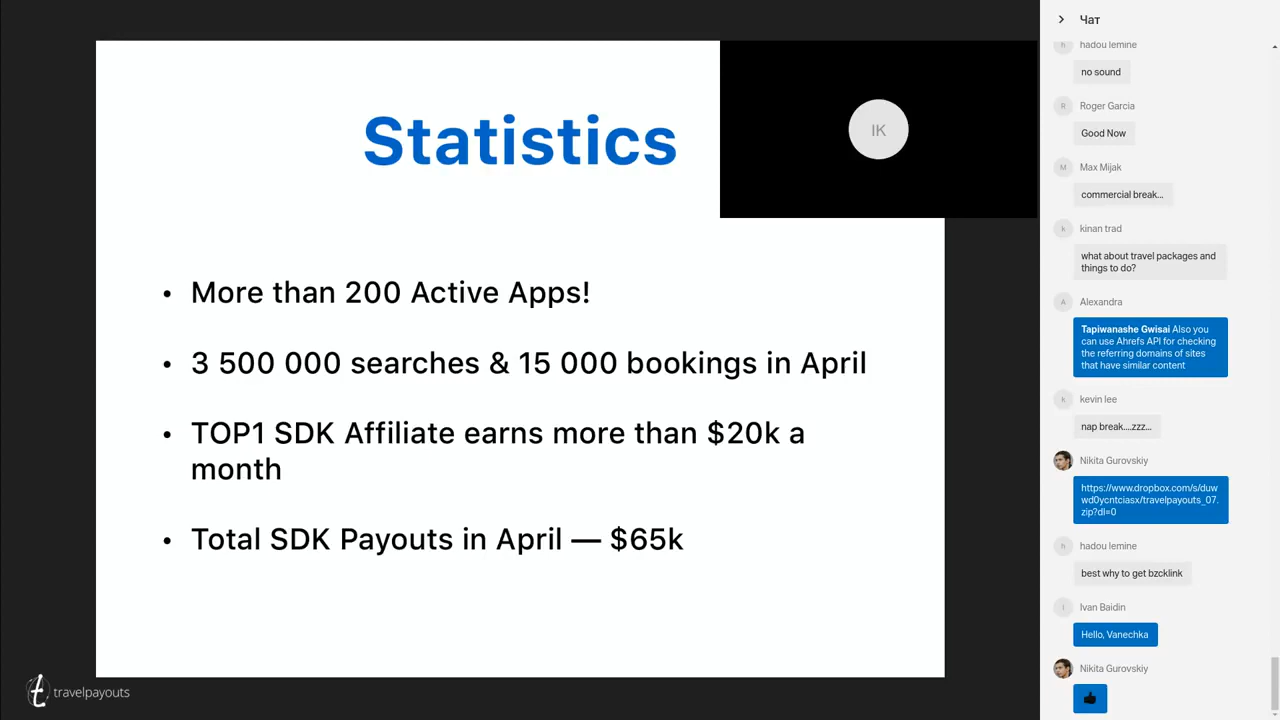 Statistics
IK
• More than 200 Active Apps!
• 3 500 000 searches & 15 000 bookings in April
• TOP1 SDK Affiliate earns more than $20k a
month
• Total SDK Payouts in April — $65k
travelpayouts
Чат
h
hadou lemine
no sound
R
Roger Garcia
Good Now
M
Max Mijak
commercial break...
k
kinan trad
what about travel packages and
things to do?
A
Alexandra
Tapiwanashe Gwisai Also you
can use Ahrefs API for checking
the referring domains of sites
that have similar content
k
kevin lee
nap break....zzz...
Nikita Gurovskiy
https://www.dropbox.com/s/duw
wd0ycntciasx/travelpayouts_07.
zip?dl=0
h
hadou lemine
best why to get bzcklink
I
Ivan Baidin
Hello, Vanechka
Nikita Gurovskiy